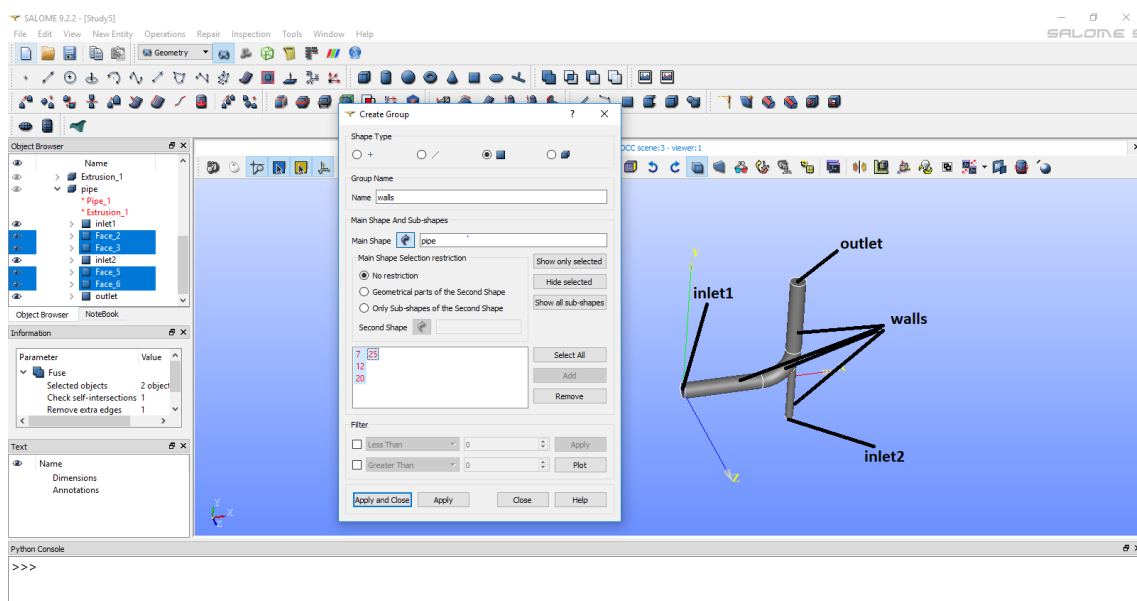 SALOME 9.2.2 - [Study5]
File Edit View New Entity Operations Repair Inspection Tools Window Help
SALOME 9
Geometry
Object Browser
Name
Extrusion_1
pipe
* Pipe_1
* Extrusion_1
inlet1
Face_2
Face_3
inlet2
Face_5
Face_6
outlet
Object Browser NoteBook
Information
Parameter Value
Fuse
Selected objects 2 object
Check self-intersections 1
Remove extra edges 1
Text
Name
Dimensions
Annotations
Create Group
? X
Shape Type
Group Name
Name walls
Main Shape And Sub-shapes
Main Shape pipe
Main Shape Selection restriction
No restriction
Geometrical parts of the Second Shape
Only Sub-shapes of the Second Shape
Second Shape
Show only selected
Hide selected
Show all sub-shapes
7 25
12
20
Select All
Add
Remove
Filter
Less Than 0 Apply
Greater Than 0 Plot
Apply and Close Apply Close Help
OCC scene:3 - viewer:1
outlet
inlet1
walls
inlet2
Y
Z
Y
X
Z
Python Console
>>>